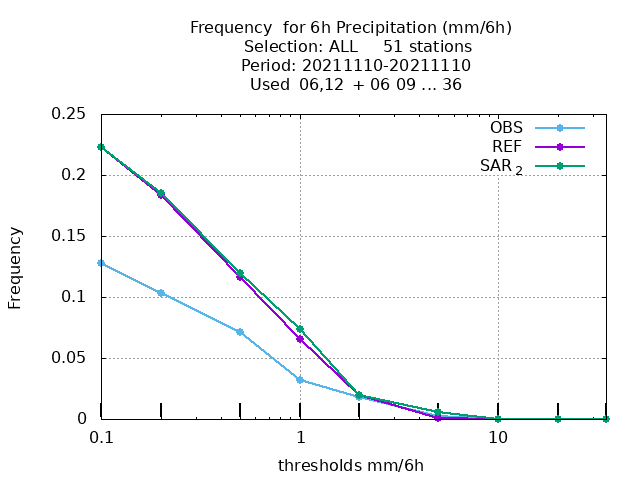 Frequency  for 6h Precipitation (mm/6h)
Selection: ALL     51 stations
Period: 20211110-20211110
Used  06,12  + 06 09 ... 36
OBS
REF
SAR 2
0.25
0.2
0.15
0.1
0.05
0
Frequency
0.1
1
10
thresholds mm/6h